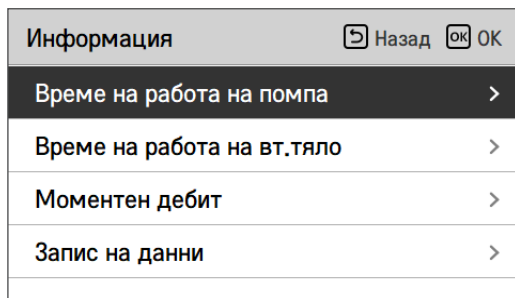 Информация Назад ок OK
Време на работа на помпа
Време на работа на вт.тяло
Моментен дебит
Запис на данни